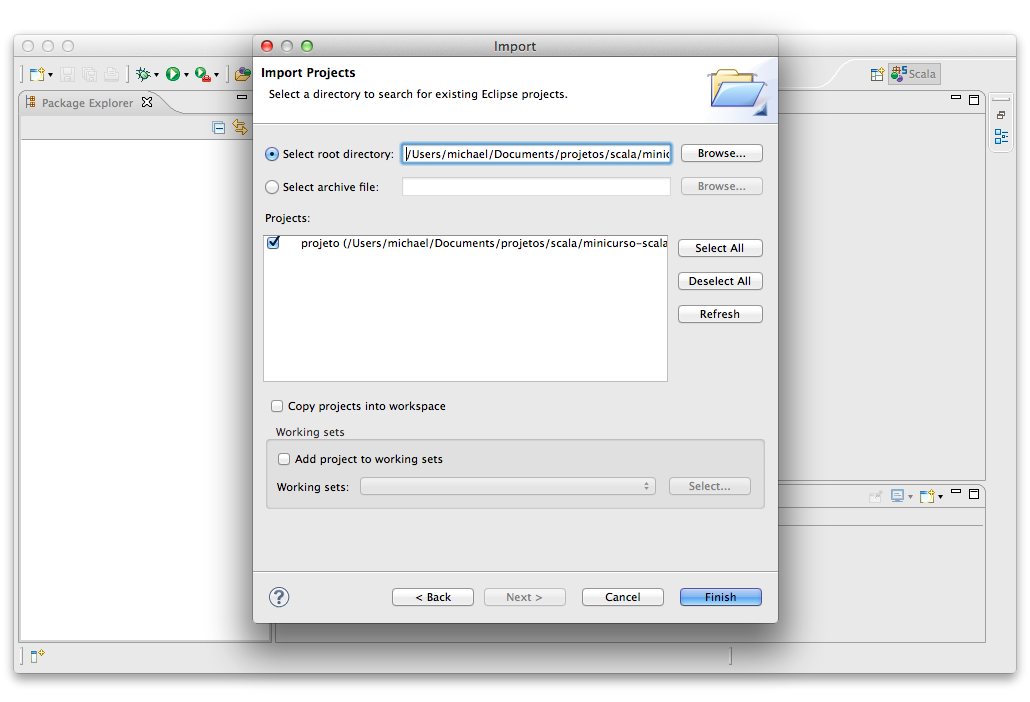 Import
Scala
Package Explorer
Import Projects
Select a directory to search for existing Eclipse projects.
Select root directory: /Users/michael/Documents/projetos/scala/minic Browse...
Select archive file: Browse...
Projects:
projeto (/Users/michael/Documents/projetos/scala/minicurso-scala
Select All
Deselect All
Refresh
Copy projects into workspace
Working sets
Add project to working sets
Working sets: Select...
? < Back Next > Cancel Finish